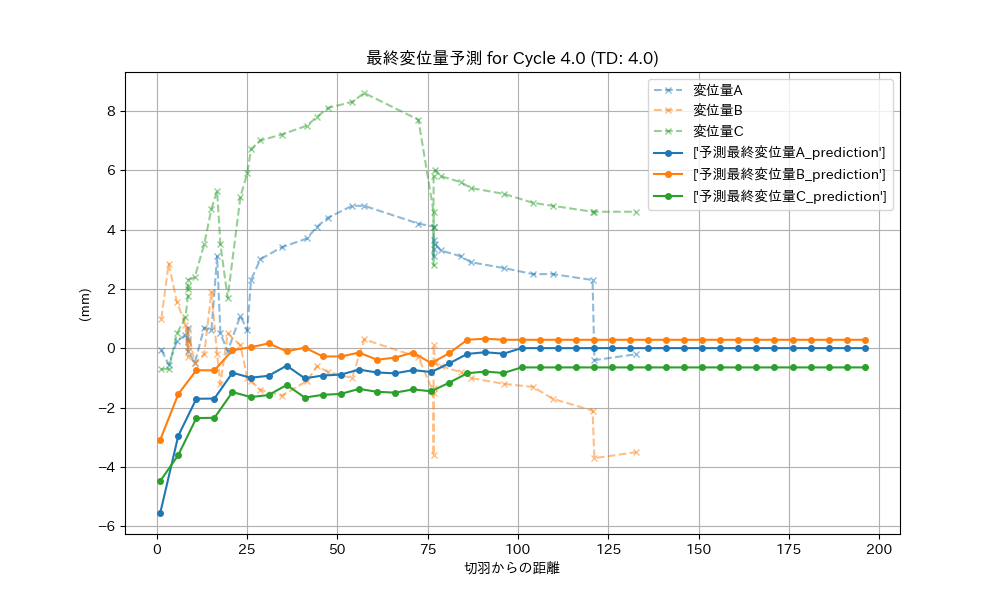 最終変位量予測 for Cycle 4.0 (TD: 4.0)
変位量A
変位量B
変位量C
['予測最終変位量A_prediction']
['予測最終変位量B_prediction']
['予測最終変位量C_prediction']
(mm)
8
6
4
2
0
−2
−4
−6
0 25 50 75 100 125 150 175 200
切羽からの距離